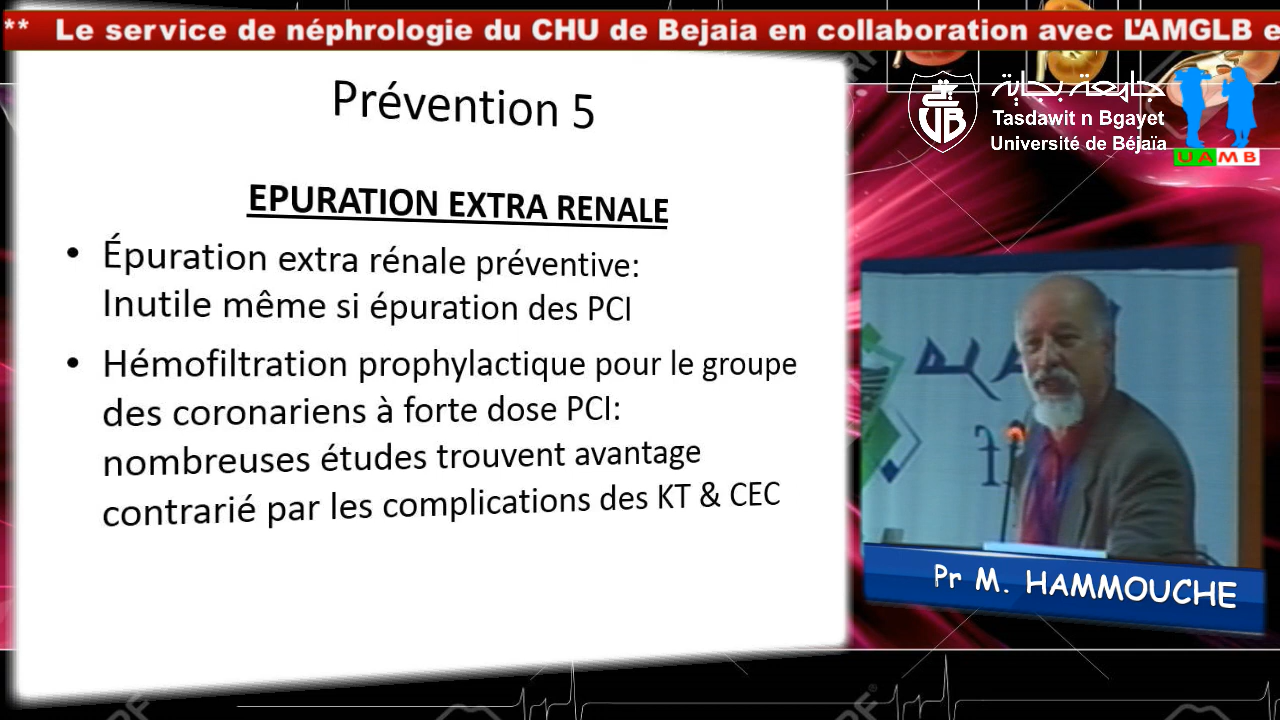 ** Le service de néphrologie du CHU de Bejaia en collaboration avec L'AMGLB e
Prévention 5
EPURATION EXTRA RENALE
• Épuration extra rénale préventive:
Inutile même si épuration des PCI
• Hémofiltration prophylactique pour le groupe
des coronariens à forte dose PCI:
nombreuses études trouvent avantage
contrarié par les complications des KT & CEC
جامعة بجاية
Tasdawit n Bgayet
Université de Béjaïa
UAMB
Pr M. HAMMOUCHE